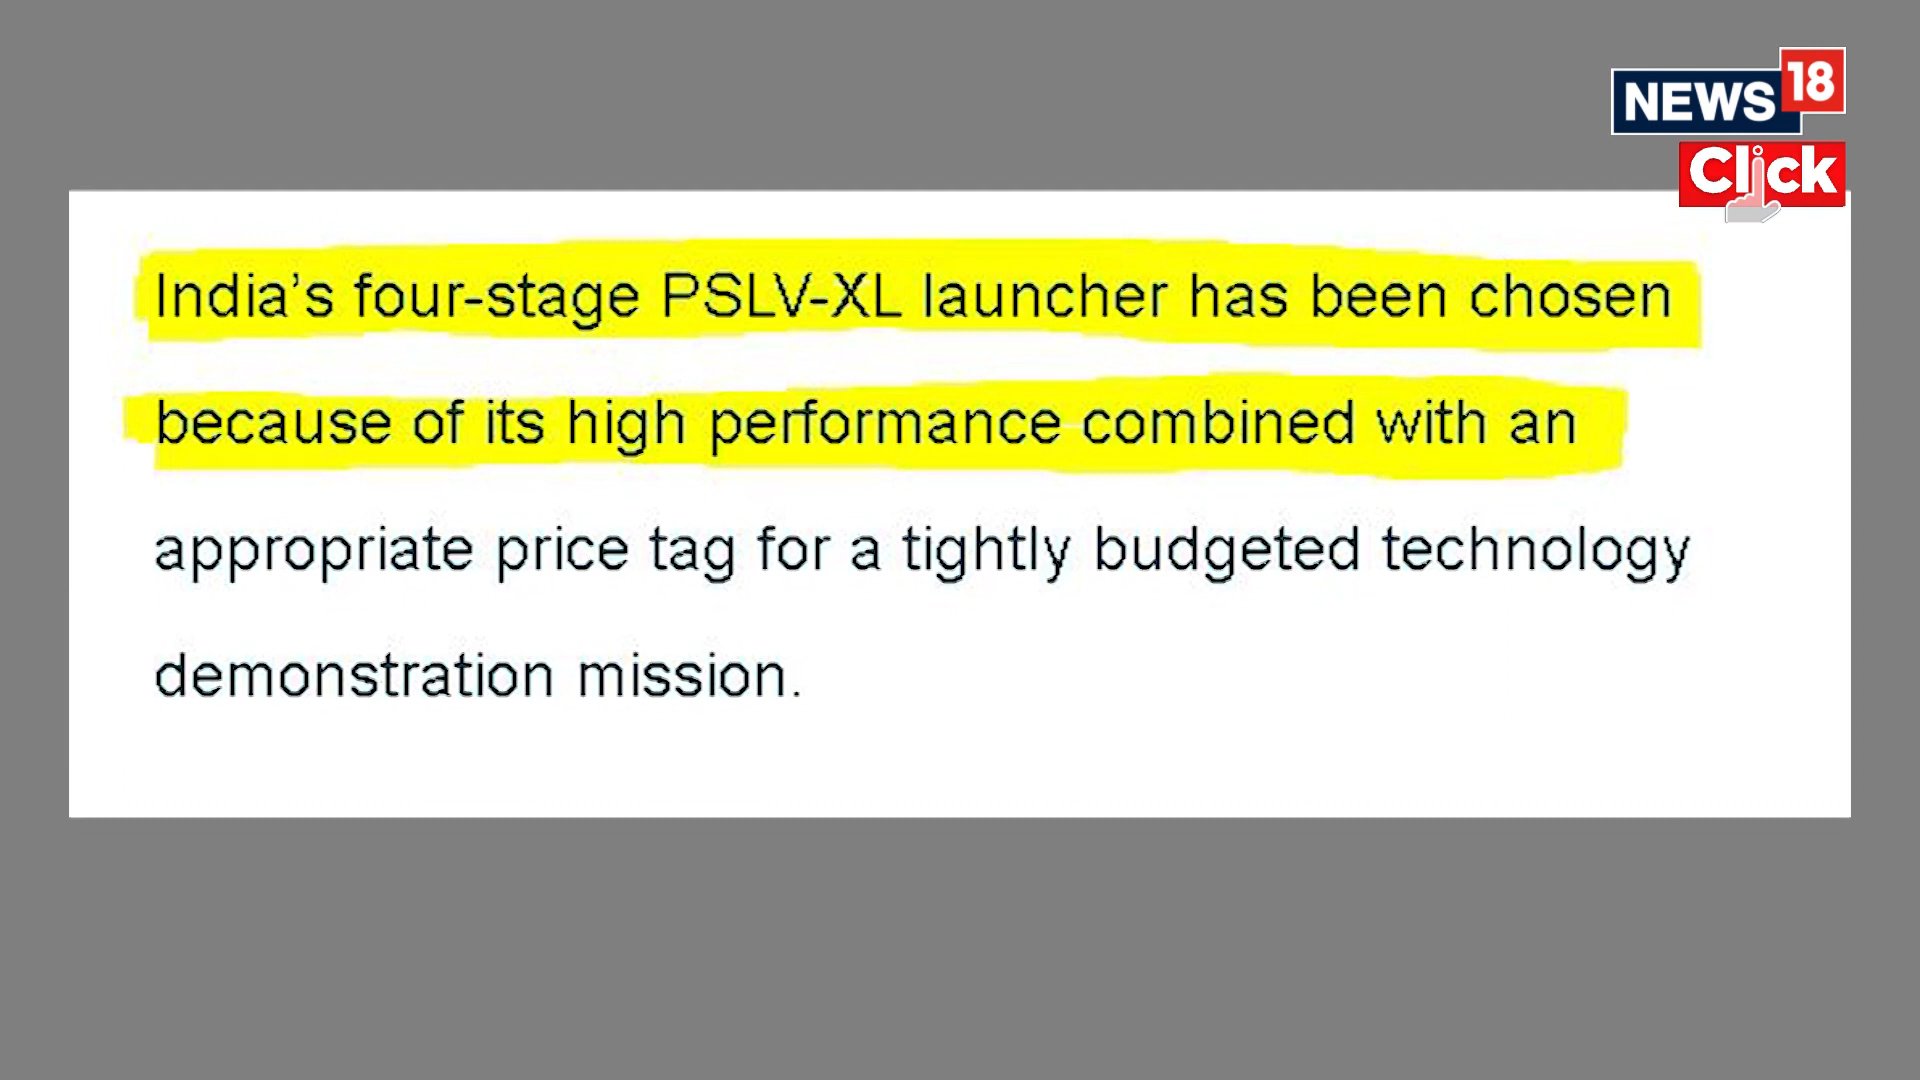 NEWS18
Click
India’s four-stage PSLV-XL launcher has been chosen
because of its high performance combined with an
appropriate price tag for a tightly budgeted technology
demonstration mission.